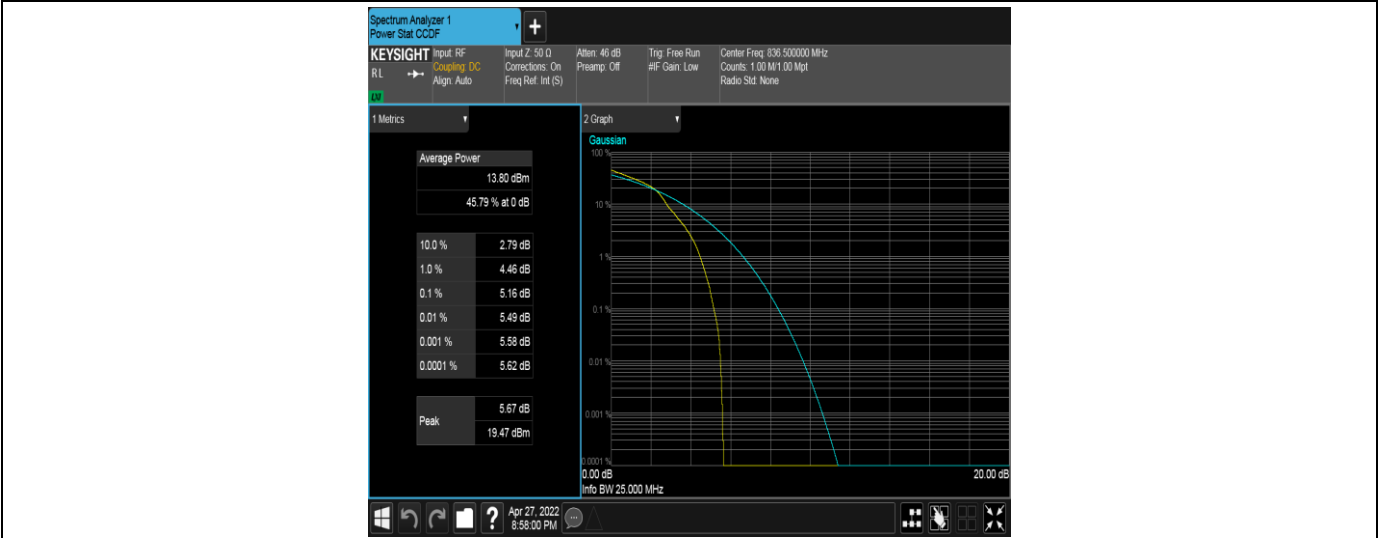 Spectrum Analyzer 1
Power Stat CCDF
+
KEYSIGHT Input: RF Input Z: 50 Ω Atten: 46 dB Trig: Free Run Center Freq: 836.500000 MHz
RL Coupling: DC Corrections: On Preamp: Off #IF Gain: Low Counts: 1.00 M/1.00 Mpt
Align: Auto Freq Ref: Int (S) Radio Std: None
1 Metrics
Average Power
13.80 dBm
45.79 % at 0 dB
10.0 % 2.79 dB
1.0 % 4.46 dB
0.1 % 5.16 dB
0.01 % 5.49 dB
0.001 % 5.58 dB
0.0001 % 5.62 dB
Peak 5.67 dB
19.47 dBm
2 Graph
Gaussian
100 %
10 %
1 %
0.1 %
0.01 %
0.001 %
0.0001 %
0.00 dB 20.00 dB
Info BW 25.000 MHz
? Apr 27, 2022
8:58:00 PM